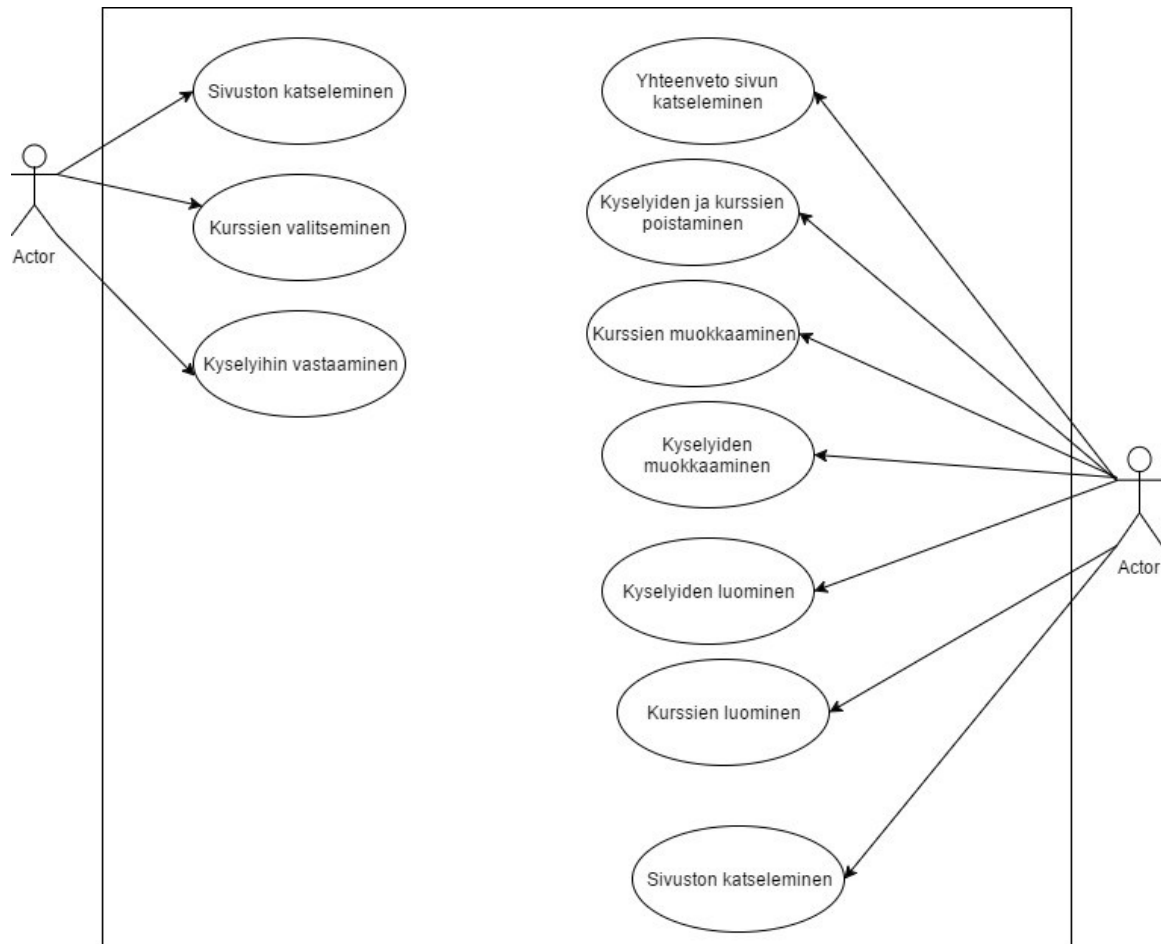 Sivuston katseleminen
Kurssien valitseminen
Kyselyihin vastaaminen
Actor
Yhteenveto sivun
katseleminen
Kyselyiden ja kurssien
poistaminen
Kurssien muokkaaminen
Kyselyiden
muokkaaminen
Kyselyiden luominen
Kurssien luominen
Sivuston katseleminen
Actor